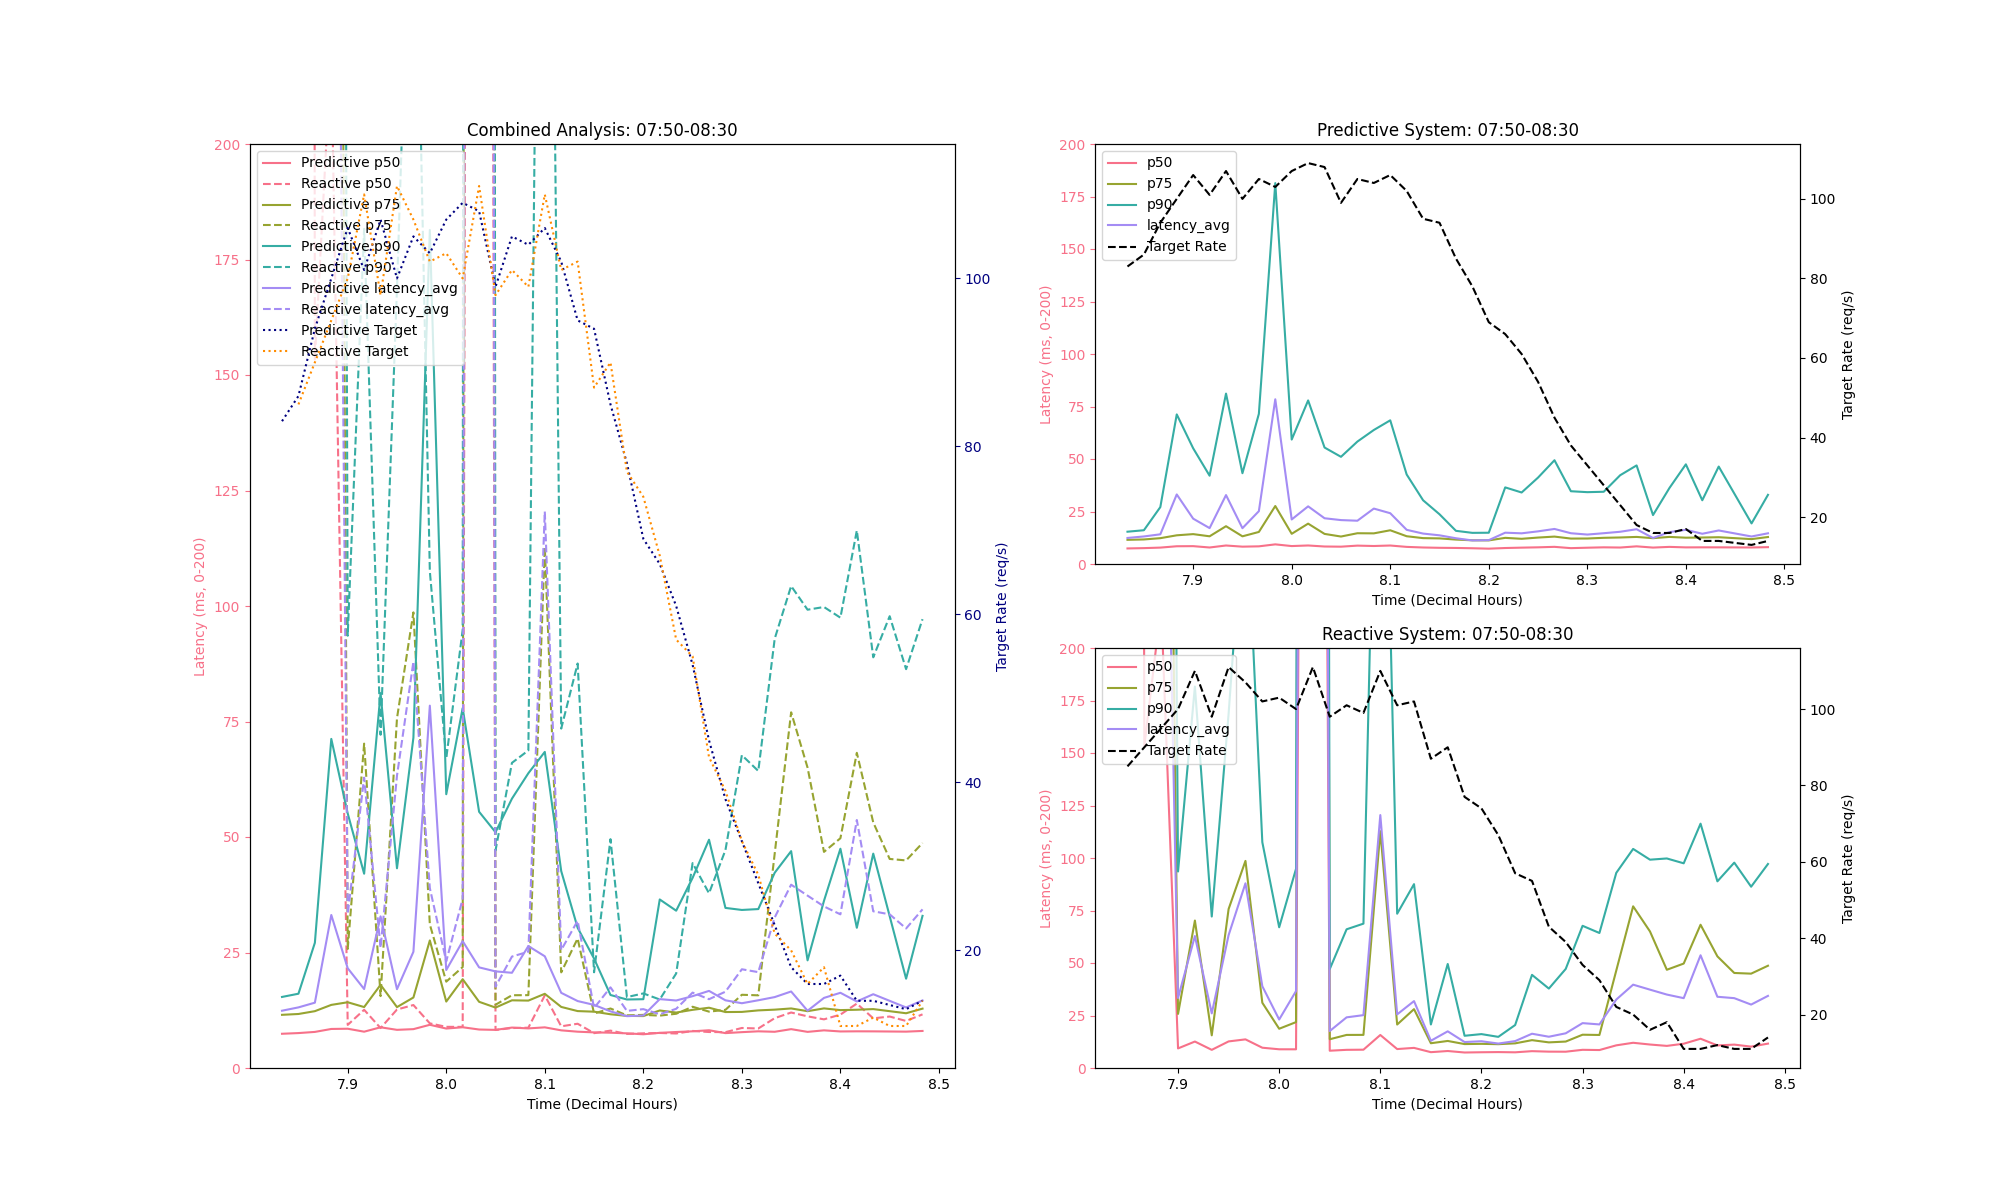 Combined Analysis: 07:50-08:30
200
175
150
125
100
75
50
25
0
Latency (ms, 0-200)
Predictive p50
Reactive p50
Predictive p75
Reactive p75
Predictive p90
Reactive p90
Predictive latency_avg
Reactive latency_avg
Predictive Target
Reactive Target
100
80
60
40
20
Target Rate (req/s)
7.9 8.0 8.1 8.2 8.3 8.4 8.5
Time (Decimal Hours)
Predictive System: 07:50-08:30
200
175
150
125
100
75
50
25
0
Latency (ms, 0-200)
p50
p75
p90
latency_avg
Target Rate
100
80
60
40
20
Target Rate (req/s)
7.9 8.0 8.1 8.2 8.3 8.4 8.5
Time (Decimal Hours)
Reactive System: 07:50-08:30
200
175
150
125
100
75
50
25
0
Latency (ms, 0-200)
p50
p75
p90
latency_avg
Target Rate
100
80
60
40
20
Target Rate (req/s)
7.9 8.0 8.1 8.2 8.3 8.4 8.5
Time (Decimal Hours)